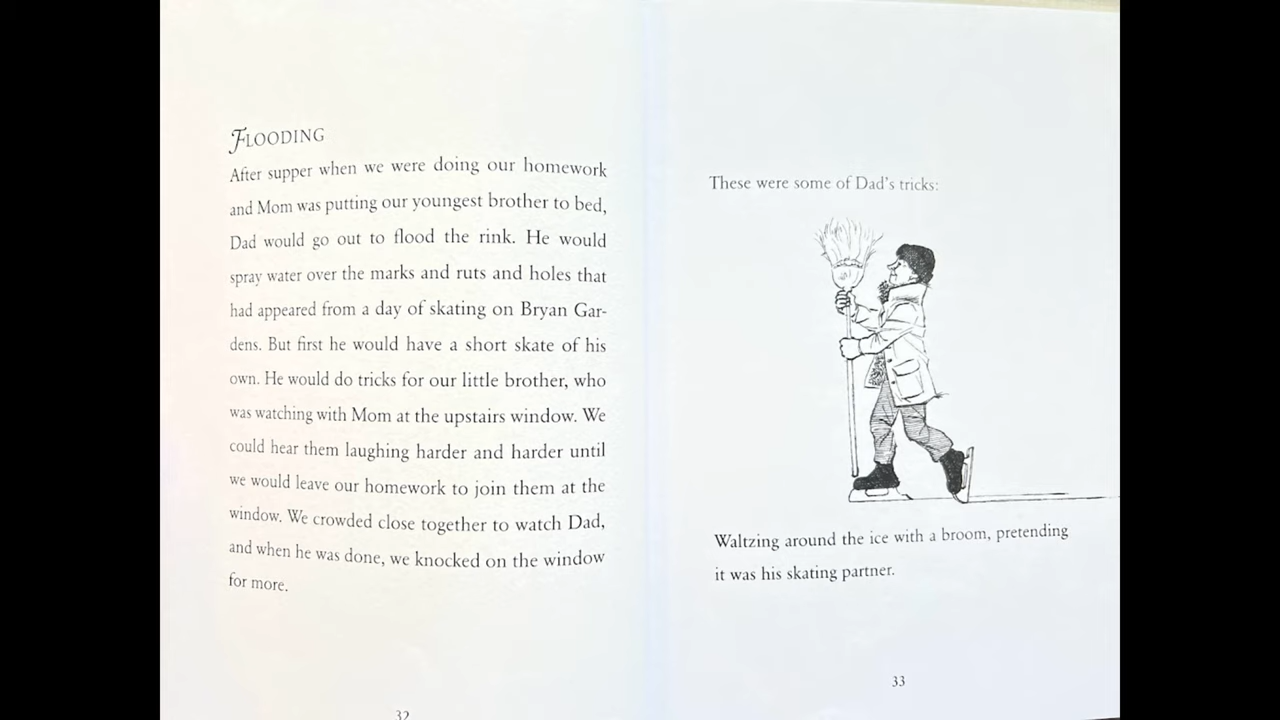 FLOODING
After supper when we were doing our homework
and Mom was putting our youngest brother to bed,
Dad would go out to flood the rink. He would
spray water over the marks and ruts and holes that
had appeared from a day of skating on Bryan Gar-
dens. But first he would have a short skate of his
own. He would do tricks for our little brother, who
was watching with Mom at the upstairs window. We
could hear them laughing harder and harder until
we would leave our homework to join them at the
window. We crowded close together to watch Dad,
and when he was done, we knocked on the window
for more.
32
These were some of Dad's tricks:
Waltzing around the ice with a broom, pretending
it was his skating partner.
33